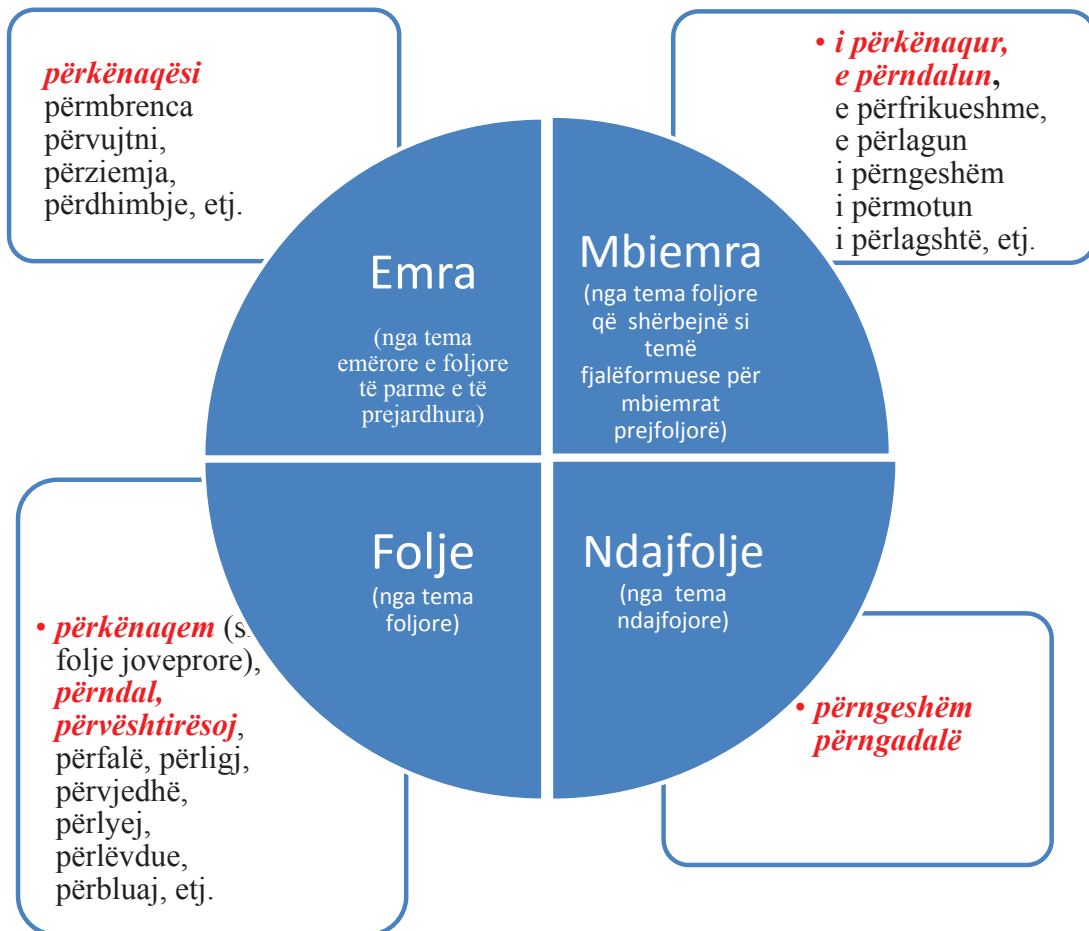 përkënaqësi
përmbrenca
përvujtni,
përziemja,
përdhimbje, etj.
• i përkënaqur,
e përndalun,
e përfrikueshme,
e përlagun
i përngeshëm
i përmotun
i përlagshtë, etj.
Emra
(nga tema
emërore e foljore
të parme e të
prejardhura)
Mbiemra
(nga tema foljore
që shërbejnë si
temë
fjalëformuese për
mbiemrat
prejfoljorë)
Folje
(nga tema
foljore)
Ndajfolje
(nga tema
ndajfojore)
• përkënaqem
folje joveprore),
përndal,
përvështirësoj,
përfalë, përligj,
përvjedhë,
përlyej,
përlëvdue,
përbluaj, etj.
• përngeshëm
përngadalë